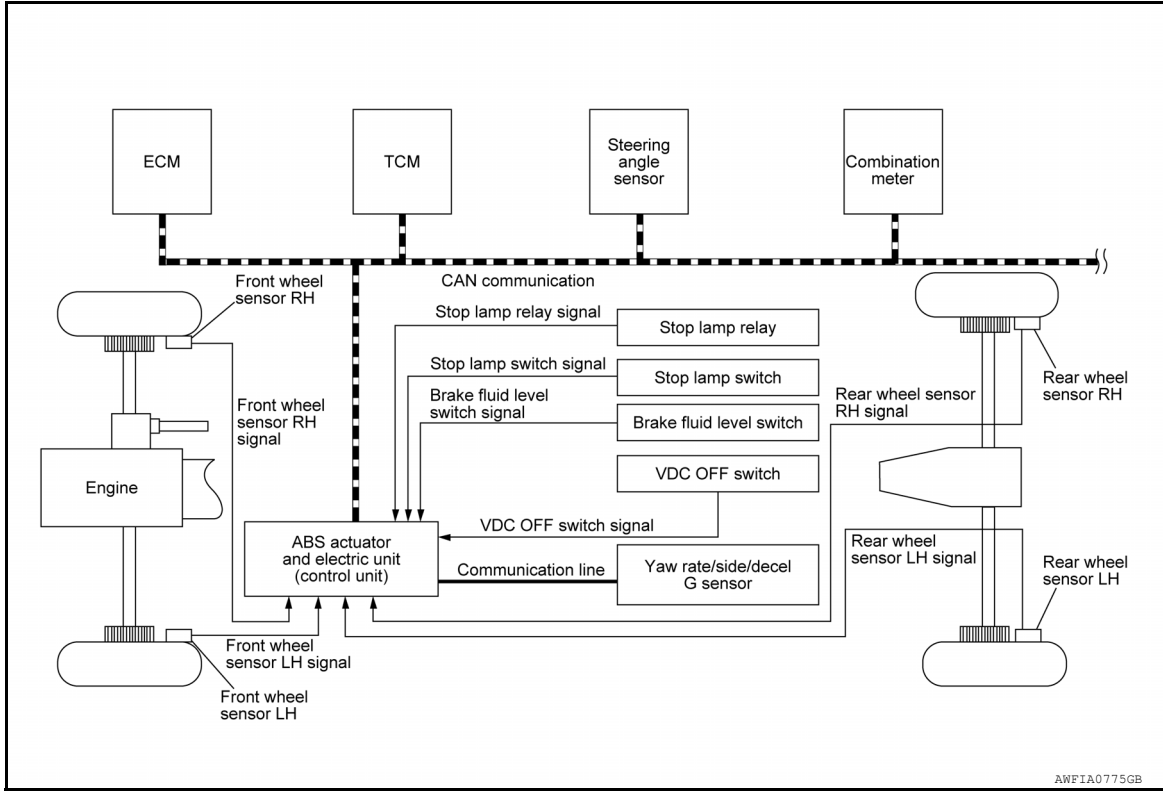 ECM
TCM
Steering
angle
sensor
Combination
meter
CAN communication
Front wheel
sensor RH
Stop lamp relay signal
Stop lamp relay
Stop lamp switch signal
Stop lamp switch
Brake fluid level
switch signal
Brake fluid level switch
Front wheel
sensor RH
signal
Rear wheel sensor
RH signal
Rear wheel
sensor RH
Engine
VDC OFF switch
VDC OFF switch signal
ABS actuator
and electric unit
(control unit)
Communication line
Yaw rate/side/decel
G sensor
Rear wheel
sensor LH signal
Rear wheel
sensor LH
Front wheel
sensor LH signal
Front wheel
sensor LH
AWFIA0775GB